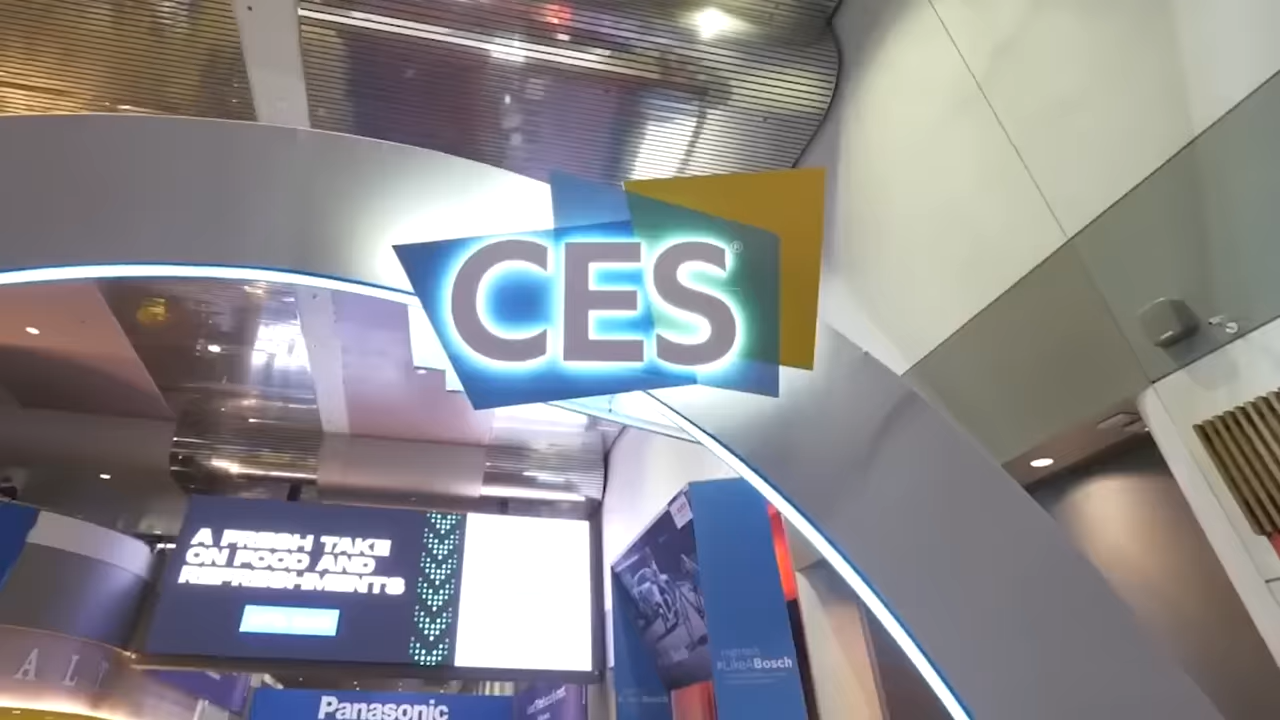 CES®
A FRESH TAKE
ON FOOD AND
REFRESHMENTS
#LikeABosch
Panasonic